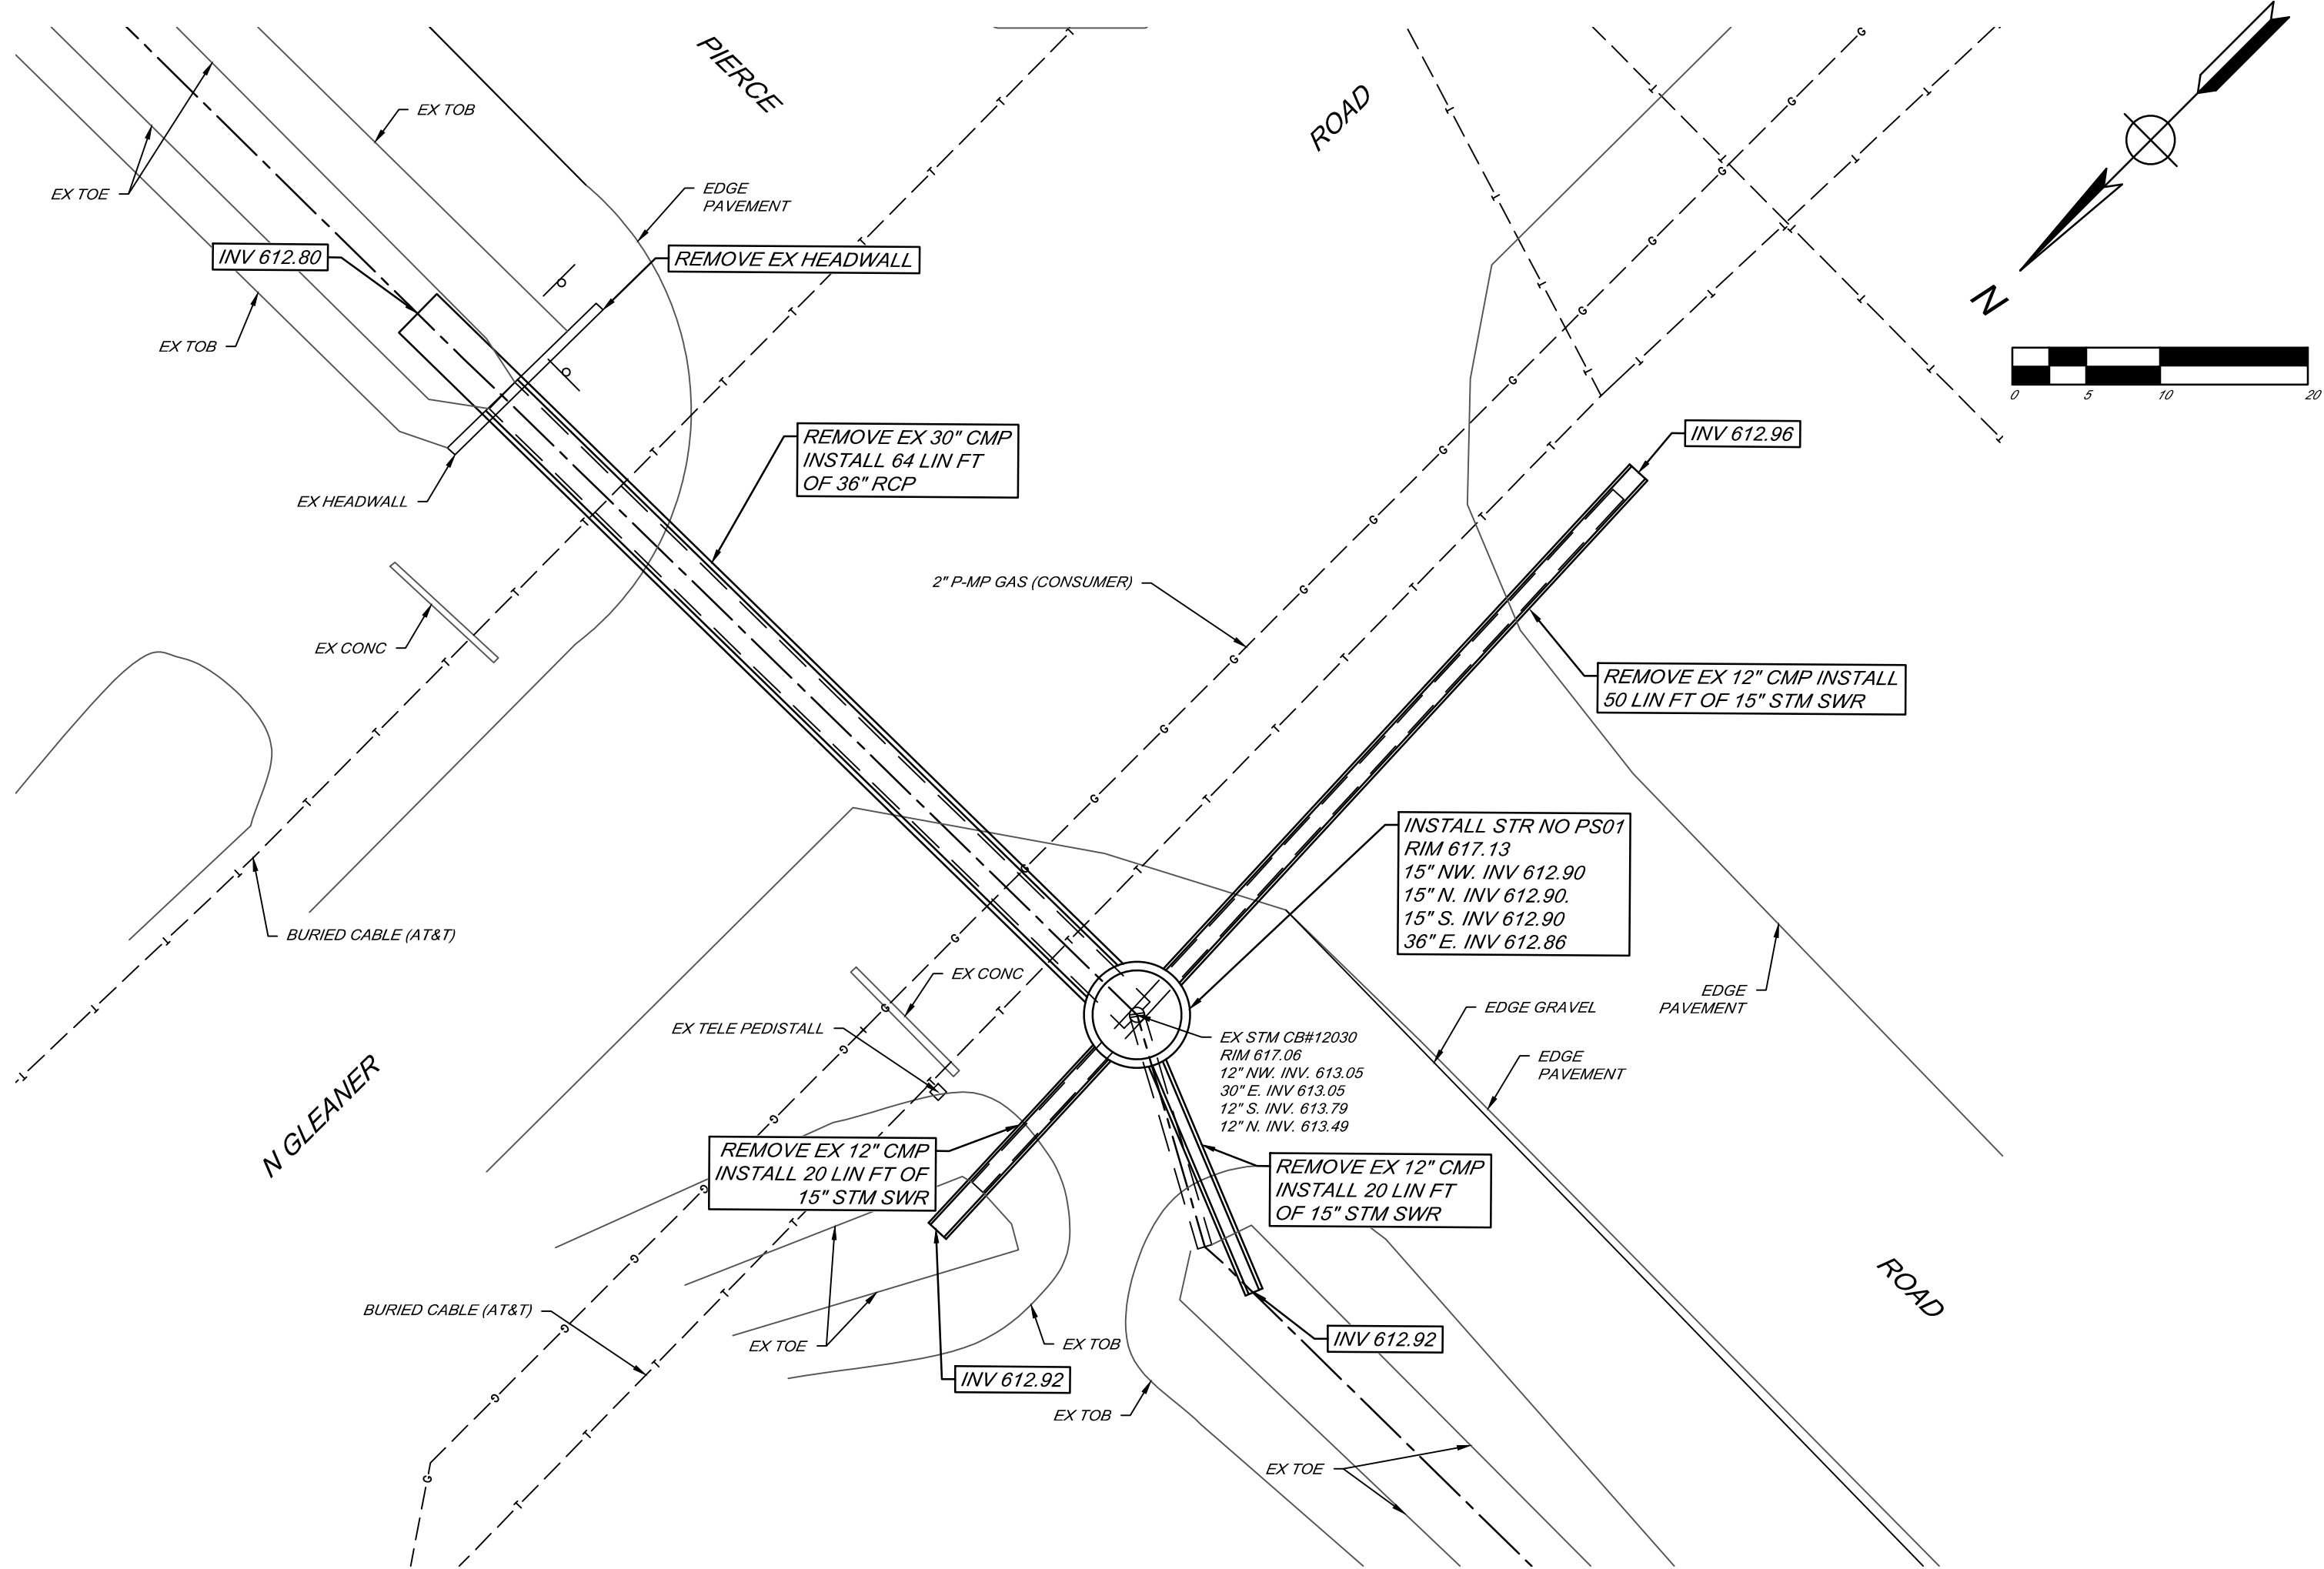 PIERCE
ROAD
EX TOB
EX TOE
EDGE
PAVEMENT
INV 612.80
REMOVE EX HEADWALL
EX TOB
N
0 5 10 20
REMOVE EX 30" CMP
INSTALL 64 LIN FT
OF 36" RCP
INV 612.96
EX HEADWALL
2" P-MP GAS (CONSUMER)
EX CONC
REMOVE EX 12" CMP INSTALL
50 LIN FT OF 15" STM SWR
INSTALL STR NO PS01
RIM 617.13
15" NW. INV 612.90
15" N. INV 612.90.
15" S. INV 612.90
36" E. INV 612.86
BURIED CABLE (AT&T)
EX CONC
EX TELE PEDISTALL
EDGE
PAVEMENT
EDGE GRAVEL
EX STM CB#12030
RIM 617.06
12" NW. INV. 613.05
30" E. INV 613.05
12" S. INV. 613.79
12" N. INV. 613.49
EDGE
PAVEMENT
N GLEANER
REMOVE EX 12" CMP
INSTALL 20 LIN FT OF
15" STM SWR
REMOVE EX 12" CMP
INSTALL 20 LIN FT
OF 15" STM SWR
ROAD
BURIED CABLE (AT&T)
EX TOE
EX TOB
INV 612.92
INV 612.92
EX TOB
EX TOE
G G G G G G G G G G G G G G G G G G G G G G
T T T T T T T T T T T T T T T T
T T T T T T T T T T T T T T T T T T T T
T T T T
T T T T T